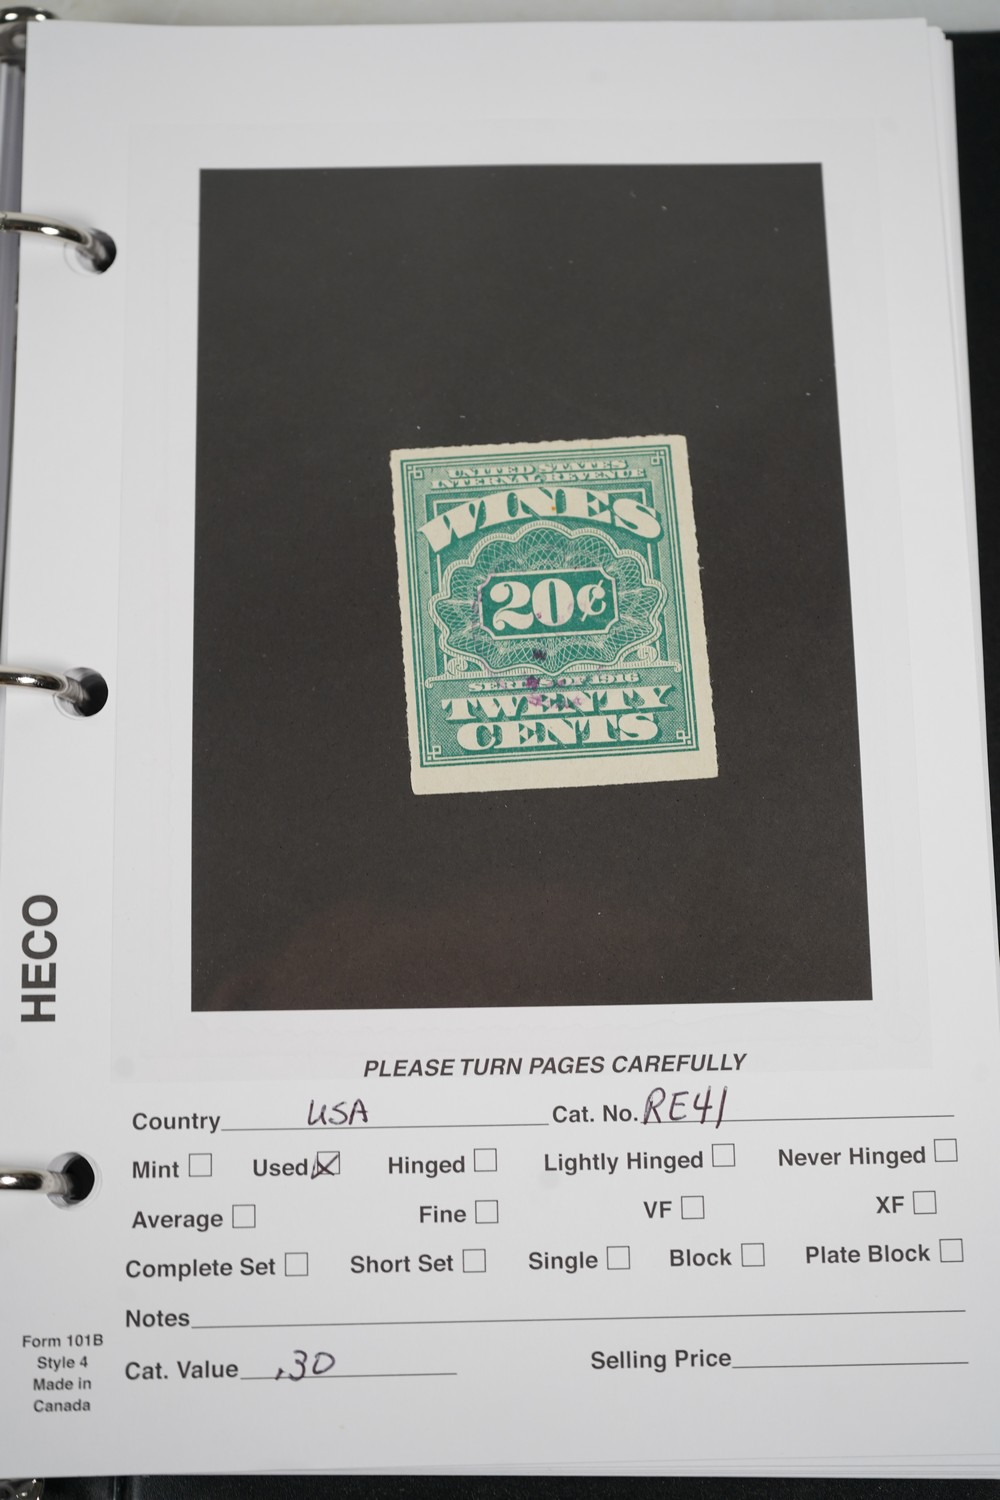 UNITED STATES
INTERNAL REVENUE
WINES
20¢
SERIES OF 1916
TWENTY
CENTS
HECO
PLEASE TURN PAGES CAREFULLY
Country USA Cat. No. RE41
Mint Used Hinged Lightly Hinged Never Hinged
Average Fine VF XF
Complete Set Short Set Single Block Plate Block
Notes
Cat. Value .30 Selling Price
Form 101B
Style 4
Made in
Canada